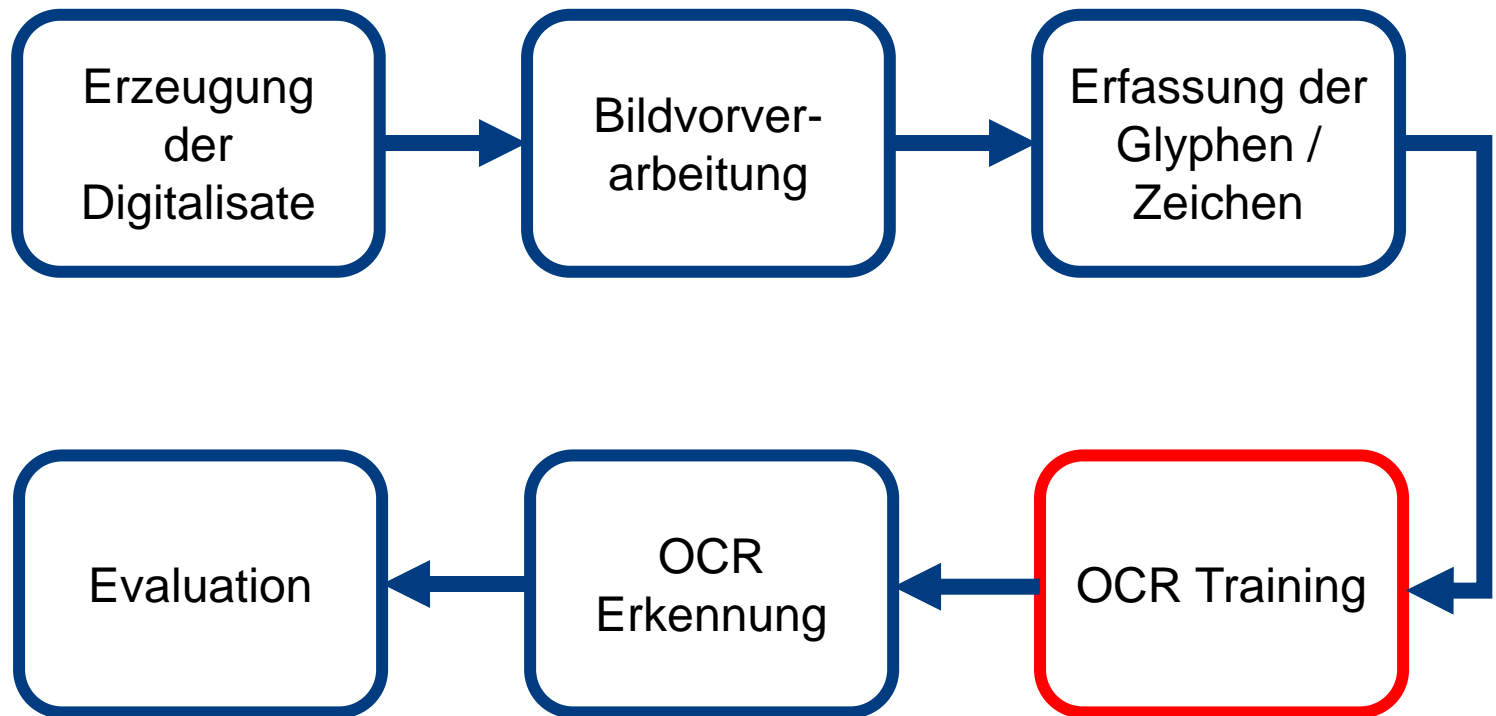 Erzeugung
der
Digitalisate
Bildvorver-
arbeitung
Erfassung der
Glyphen /
Zeichen
OCR Training
OCR
Erkennung
Evaluation